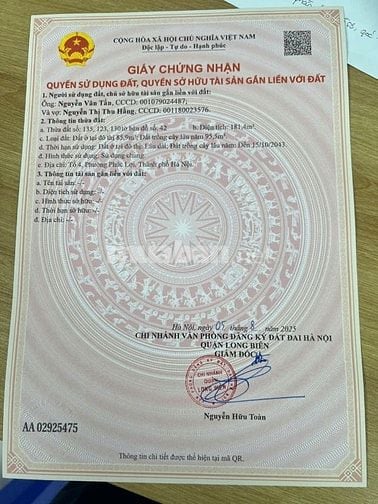 CỘNG HÒA XÃ HỘI CHỦ NGHĨA VIỆT NAM
Độc lập - Tự do - Hạnh phúc
GIẤY CHỨNG NHẬN
QUYỀN SỬ DỤNG ĐẤT, QUYỀN SỞ HỮU TÀI SẢN GẮN LIỀN VỚI ĐẤT
1. Người sử dụng đất, chủ sở hữu tài sản gắn liền với đất:
Ông: Nguyễn Văn Tấn, CCCD: 001079024487
Và vợ: Nguyễn Thị Thu Hằng, CCCD: 001180023576
2. Thông tin thửa đất:
a. Thửa đất số: 135, 123, 130 tờ bản đồ số: 42 b. Diện tích: 181.4m²
c. Loại đất: Đất ở tại đô thị 85,9m²/ Đất trồng cây lâu năm 95,5m²
d. Thời hạn sử dụng: Đất ở tại đô thị: Lâu dài; Đất trồng cây lâu năm: Đến 15/10/2043.
đ. Hình thức sử dụng: Sử dụng chung:
e. Địa chỉ: Tổ 4, Phường Phúc Lợi, Thành phố Hà Nội.
3. Thông tin tài sản gắn liền với đất:
a. Tên tài sản: -/-
b. Diện tích sử dụng: -/-
c. Hình thức sở hữu: -/-
d. Thời hạn sở hữu: -/-
đ. Địa chỉ: -/-
Hà Nội, ngày 07 tháng 8 năm 2025
CHI NHÁNH VĂN PHÒNG ĐĂNG KÝ ĐẤT ĐAI HÀ NỘI
QUẬN LONG BIÊN
GIÁM ĐỐC
CHI NHÁNH
QUẬN
LONG BIÊN
Nguyễn Hữu Toàn
AA 02925475
Thông tin chi tiết được thể hiện tại mã QR.